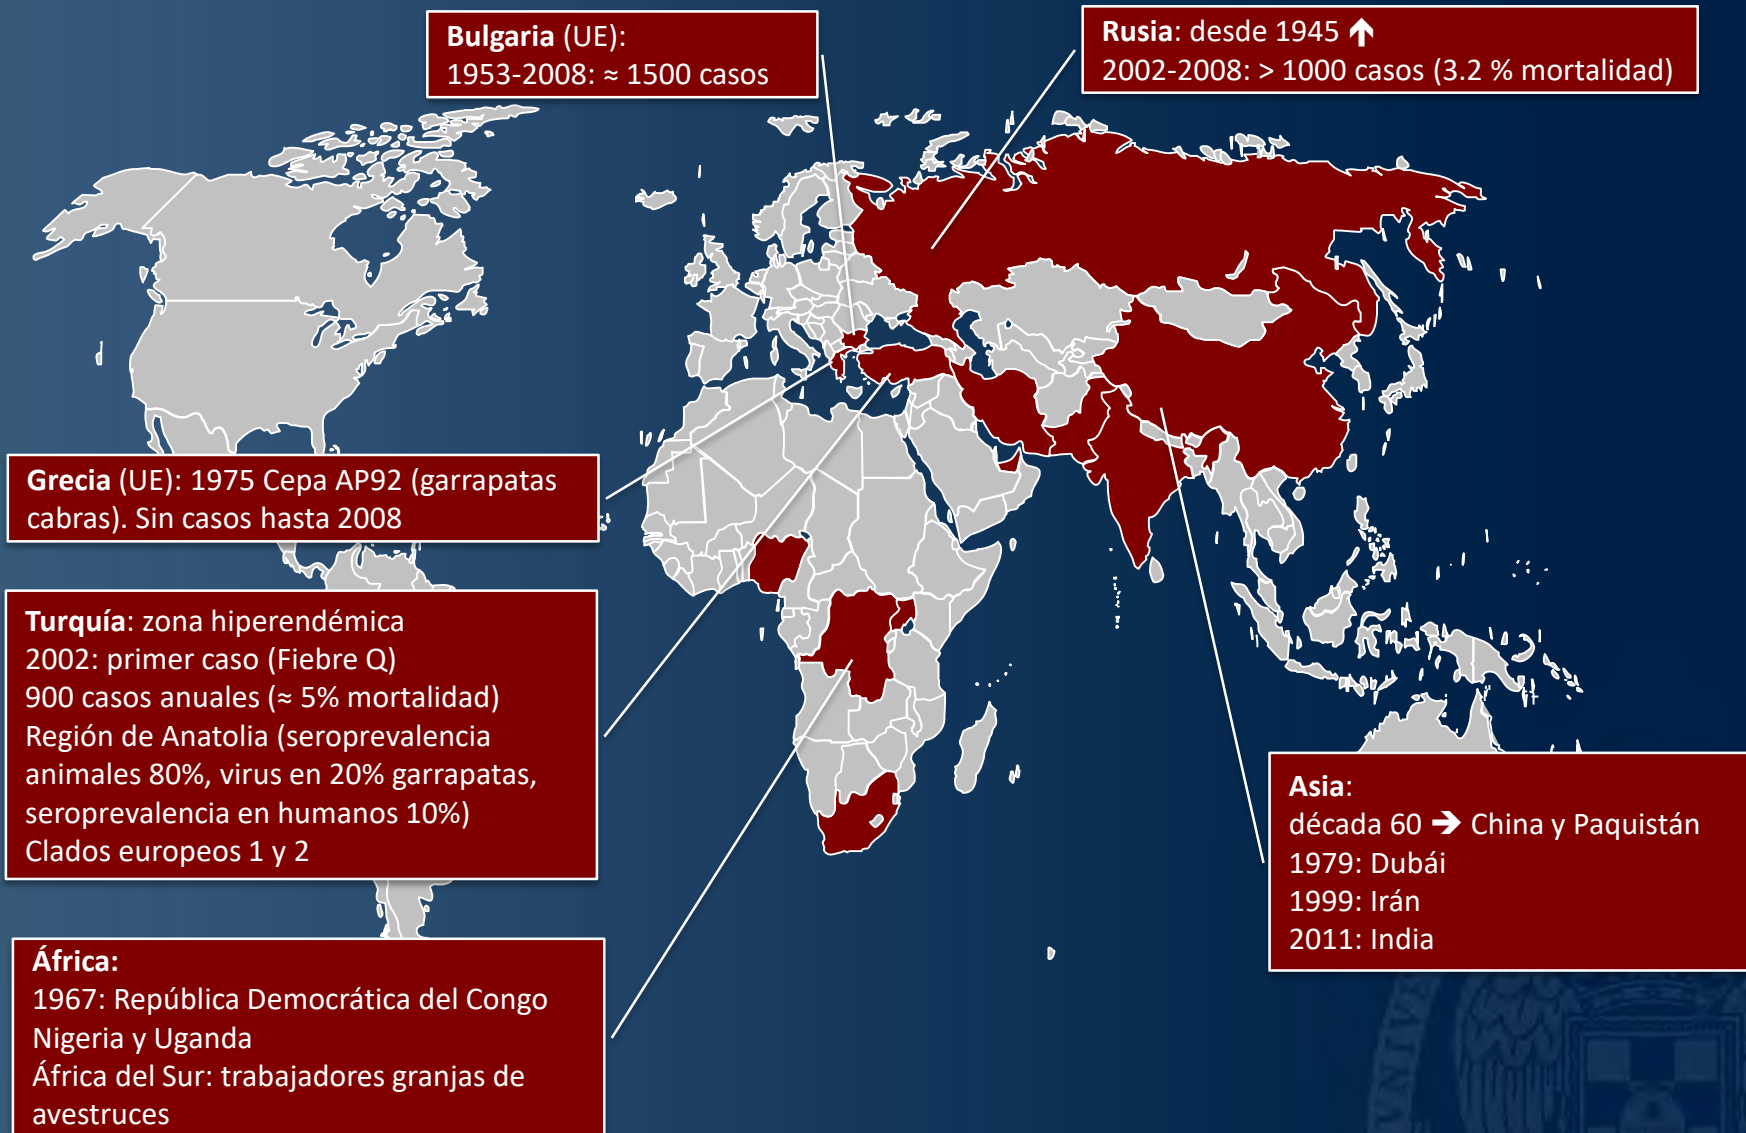 Bulgaria (UE):
1953-2008: ≈ 1500 casos
Rusia: desde 1945 ↑
2002-2008: > 1000 casos (3.2 % mortalidad)
Grecia (UE): 1975 Cepa AP92 (garrapatas
cabras). Sin casos hasta 2008
Turquía: zona hiperendémica
2002: primer caso (Fiebre Q)
900 casos anuales (≈ 5% mortalidad)
Región de Anatolia (seroprevalencia
animales 80%, virus en 20% garrapatas,
seroprevalencia en humanos 10%)
Clados europeos 1 y 2
Asia:
década 60 → China y Paquistán
1979: Dubái
1999: Irán
2011: India
África:
1967: República Democrática del Congo
Nigeria y Uganda
África del Sur: trabajadores granjas de
avestruces